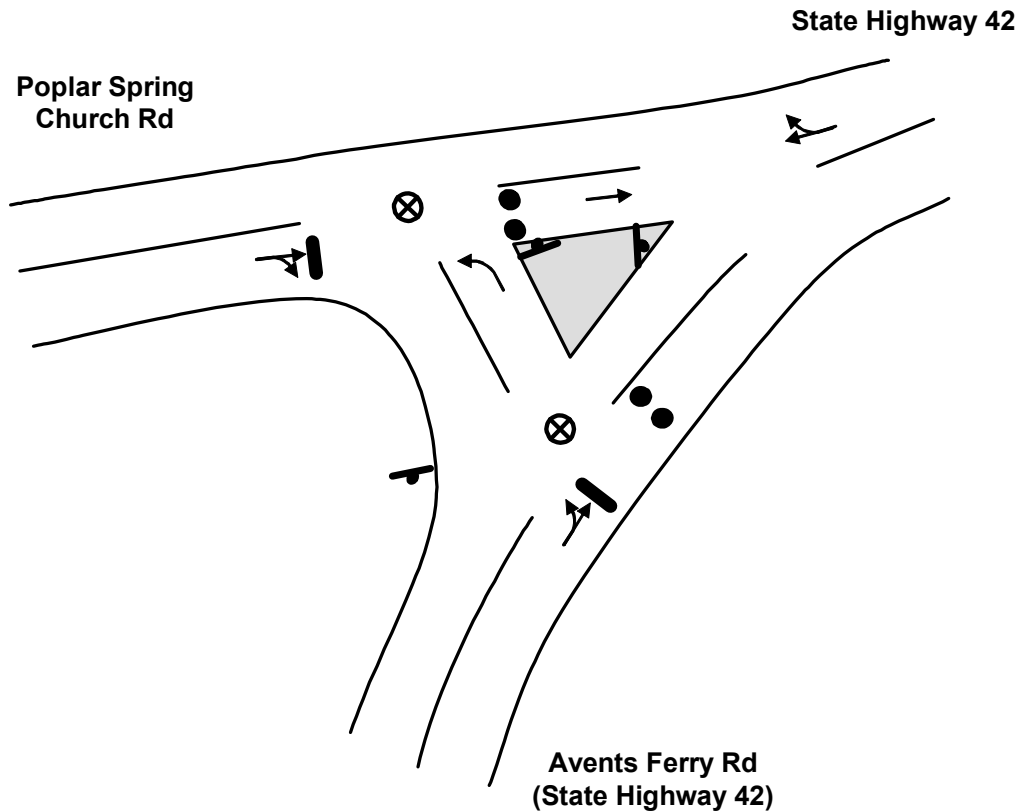 State Highway 42
Poplar Spring
Church Rd
Avents Ferry Rd
(State Highway 42)